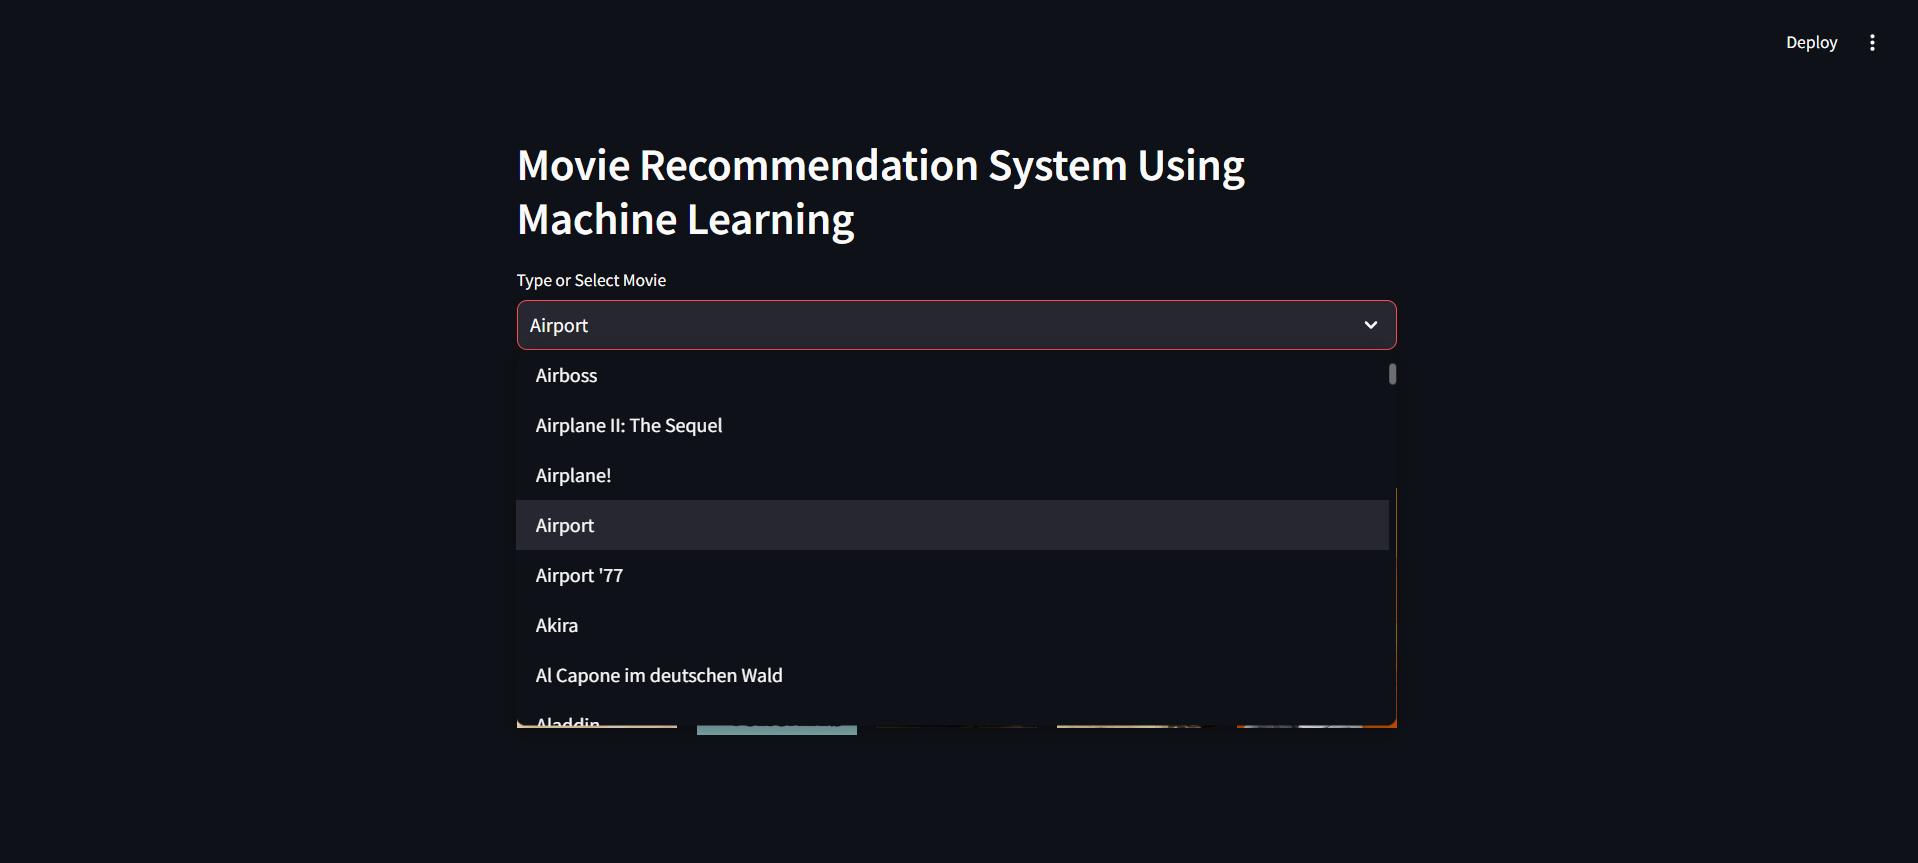 Deploy
Movie Recommendation System Using
Machine Learning
Type or Select Movie
Airport
Airboss
Airplane II: The Sequel
Airplane!
Airport
Airport '77
Akira
Al Capone im deutschen Wald
Aladdin